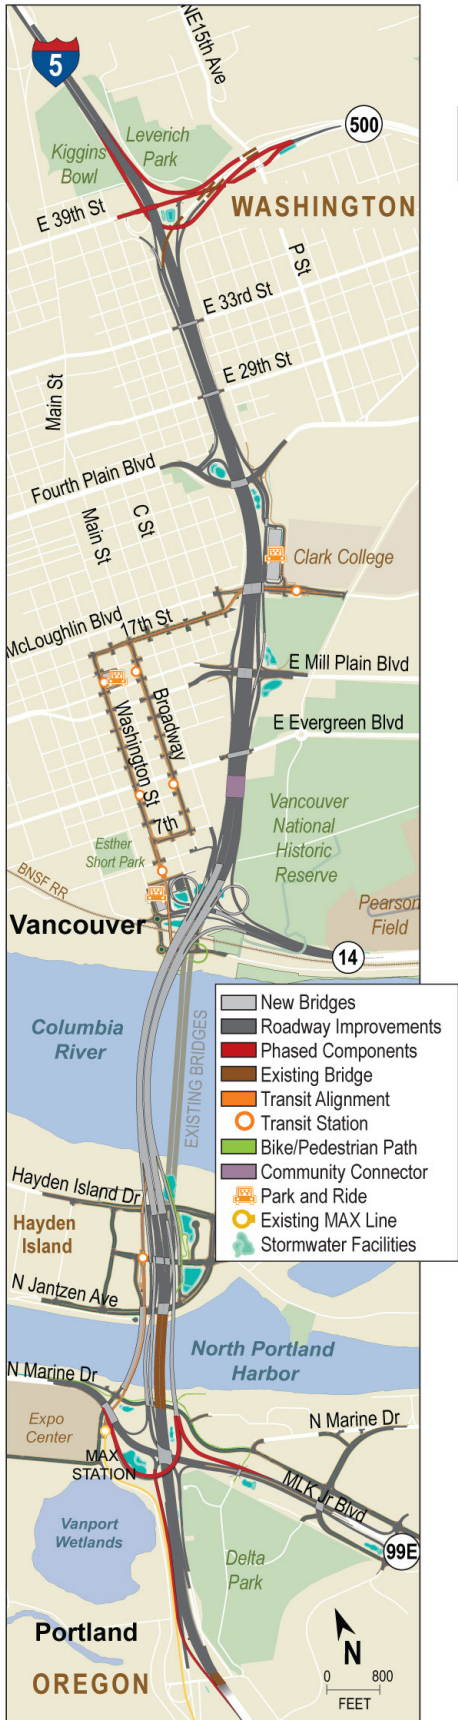 NE15th Ave
5
500
Leverich
Park
Kiggins
Bowl
E 39th St
WASHINGTON
P St
E 33rd St
E 29th St
Main St
Fourth Plain Blvd
C St
Main St
Clark College
McLoughlin Blvd
17th St
E Mill Plain Blvd
Broadway
Washington St
E Evergreen Blvd
7th
Vancouver
National
Historic
Reserve
Esther
Short Park
BNSF RR
Pearson
Field
Vancouver
14
Columbia
River
EXISTING BRIDGES
New Bridges
Roadway Improvements
Phased Components
Existing Bridge
Transit Alignment
Transit Station
Bike/Pedestrian Path
Community Connector
Park and Ride
Existing MAX Line
Stormwater Facilities
Hayden Island Dr
Hayden
Island
N Jantzen Ave
North Portland
Harbor
N Marine Dr
N Marine Dr
Expo
Center
MAX
STATION
MLK Jr Blvd
Vanport
Wetlands
99E
Delta
Park
Portland
OREGON
N
0 800
FEET